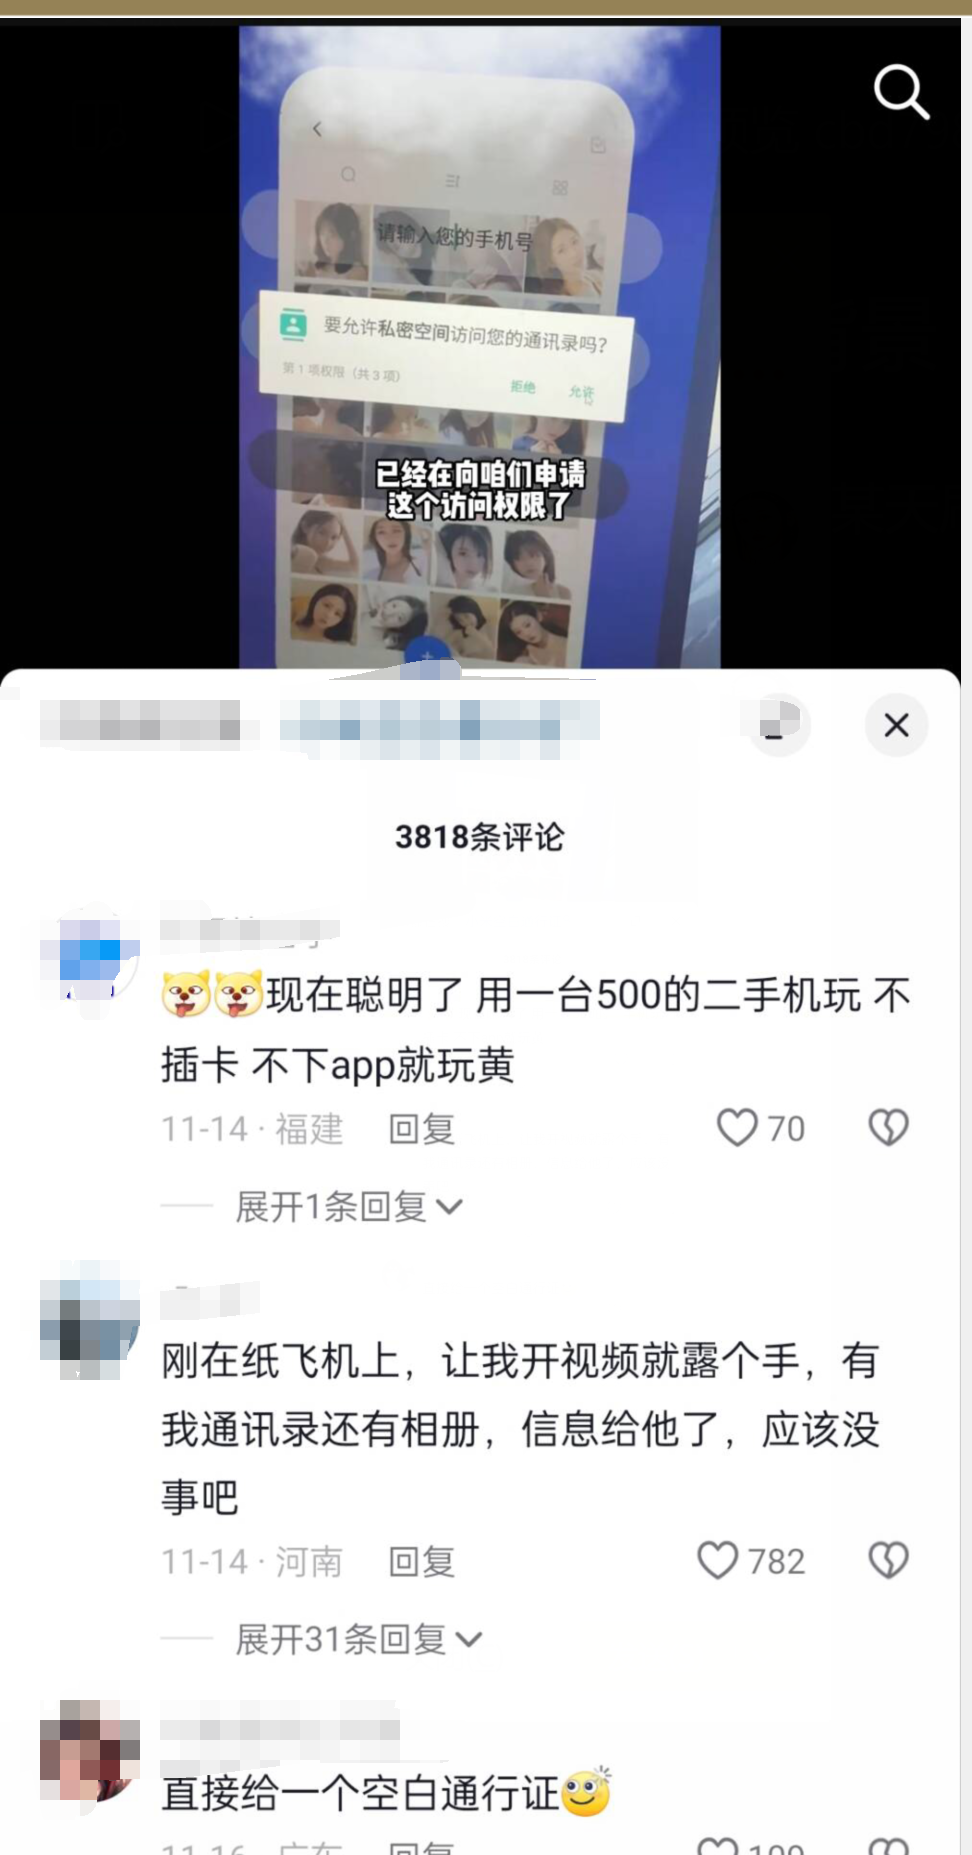 请输入您的手机号
要允许私密空间访问您的通讯录吗？
第1项权限（共3项）
拒绝 允许
已经在向咱们申请
这个访问权限了
3818条评论
现在聪明了 用一台500的二手机玩 不
插卡 不下app就玩黄
11-14 · 福建 回复 70
展开1条回复
刚在纸飞机上，让我开视频就露个手，有
我通讯录还有相册，信息给他了，应该没
事吧
11-14 · 河南 回复 782
展开31条回复
直接给一个空白通行证